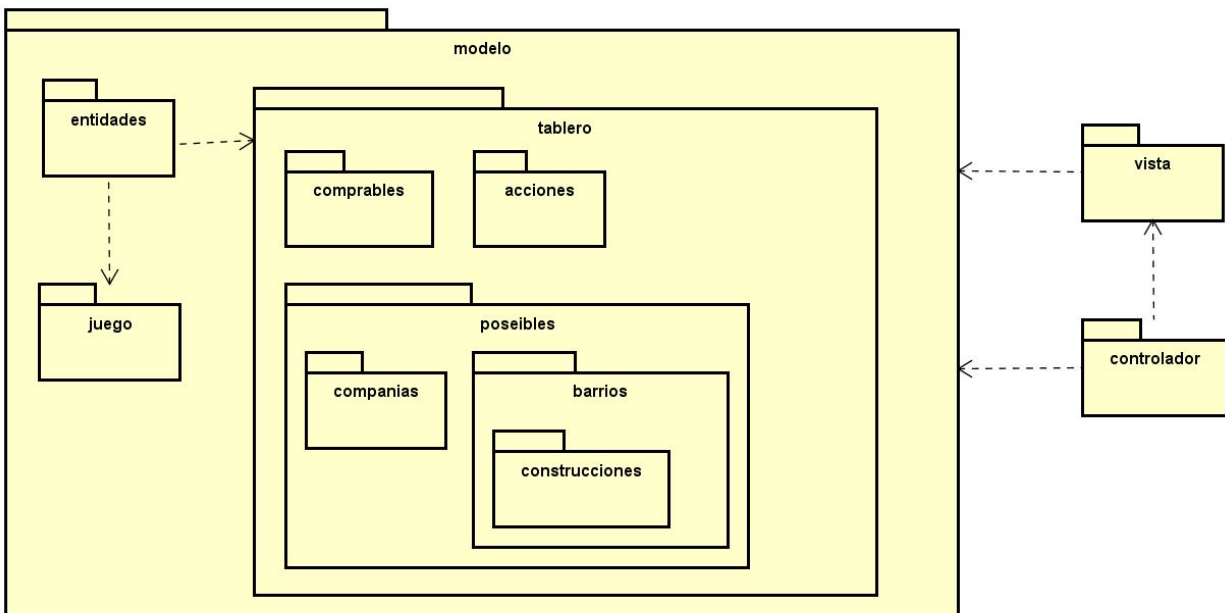 modelo
entidades
tablero
comprables
acciones
vista
juego
poseibles
controlador
companias
barrios
construcciones